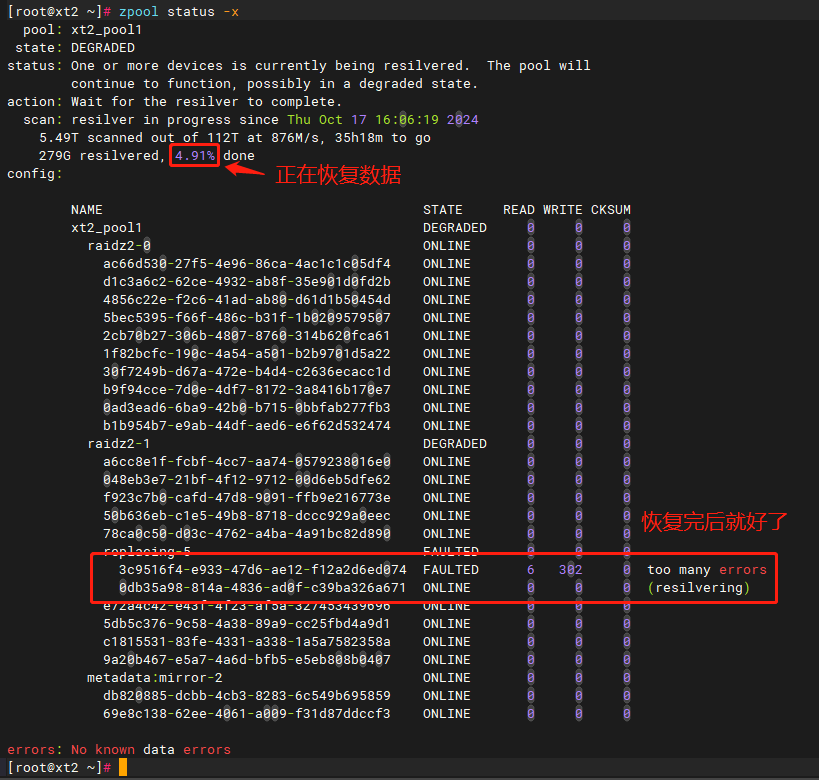 [root@xt2 ~]# zpool status -x
pool: xt2_pool1
state: DEGRADED
status: One or more devices is currently being resilvered.  The pool will
continue to function, possibly in a degraded state.
action: Wait for the resilver to complete.
scan: resilver in progress since Thu Oct 17 16:06:19 2024
5.49T scanned out of 112T at 876M/s, 35h18m to go
279G resilvered, 4.91% done
正在恢复数据
config:
NAME STATE READ WRITE CKSUM
xt2_pool1 DEGRADED 0 0 0
raidz2-0 ONLINE 0 0 0
ac66d530-27f5-4e96-86ca-4ac1c1c05df4 ONLINE 0 0 0
d1c3a6c2-62ce-4932-ab8f-35e901d0fd2b ONLINE 0 0 0
4856c22e-f2c6-41ad-ab80-d61d1b50454d ONLINE 0 0 0
5bec5395-f66f-486c-b31f-1b0209579507 ONLINE 0 0 0
2cb70b27-306b-4807-8760-314b620fca61 ONLINE 0 0 0
1f82bcfc-190c-4a54-a501-b2b9701d5a22 ONLINE 0 0 0
30f7249b-d67a-472e-b4d4-c2636ecacc1d ONLINE 0 0 0
b9f94cce-7d0e-4df7-8172-3a8416b170e7 ONLINE 0 0 0
0ad3ead6-6ba9-42b0-b715-0bbfab277fb3 ONLINE 0 0 0
b1b954b7-e9ab-44df-aed6-e6f62d532474 ONLINE 0 0 0
raidz2-1 DEGRADED 0 0 0
a6cc8e1f-fcbf-4cc7-aa74-0579238016e0 ONLINE 0 0 0
048eb3e7-21bf-4f12-9712-00d6eb5dfe62 ONLINE 0 0 0
f923c7b0-cafd-47d8-9091-ffb9e216773e ONLINE 0 0 0
50b636eb-c1e5-49b8-8718-dccc929a0eec ONLINE 0 0 0
78ca0c50-d03c-4762-a4ba-4a91bc82d890 ONLINE 0 0 0
恢复完后就好了
replacing-5 FAULTED 0 0 0
3c9516f4-e933-47d6-ae12-f12a2d6ed074 FAULTED 6 302 0 too many errors
0db35a98-814a-4836-ad0f-c39ba326a671 ONLINE 0 0 0 (resilvering)
e72a4c42-e43f-4f23-af5a-327453439696 ONLINE 0 0 0
5db5c376-9c58-4a38-89a9-cc25fbd4a9d1 ONLINE 0 0 0
c1815531-83fe-4331-a338-1a5a7582358a ONLINE 0 0 0
9a20b467-e5a7-4a6d-bfb5-e5eb808b0407 ONLINE 0 0 0
metadata:mirror-2 ONLINE 0 0 0
db820885-dcbb-4cb3-8283-6c549b695859 ONLINE 0 0 0
69e8c138-62ee-4061-a009-f31d87ddccf3 ONLINE 0 0 0
errors: No known data errors
[root@xt2 ~]#